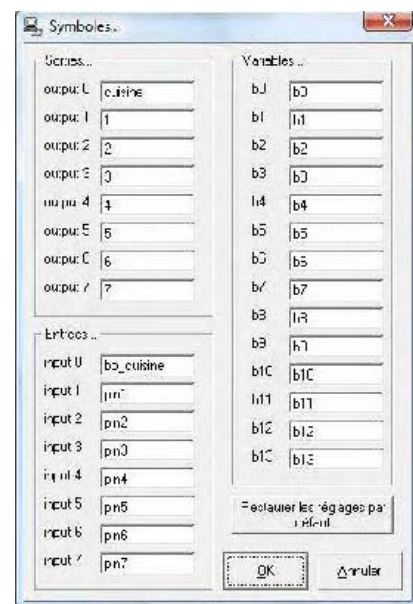 Symboles..
Sorties...
output 0 cuisine
output 1 1
output 2 2
output 3 3
output 4 4
output 5 5
output 6 6
output 7 7
Entrées...
input 0 bp_cuisine
input 1 pin1
input 2 pin2
input 3 pin3
input 4 pin4
input 5 pin5
input 6 pin6
input 7 pin7
Variables...
b0 b0
b1 b1
b2 b2
b3 b3
b4 b4
b5 b5
b6 b6
b7 b7
b8 b8
b9 b9
b10 b10
b11 b11
b12 b12
b13 b13
Restaurer les réglages par
défaut
OK
Annuler